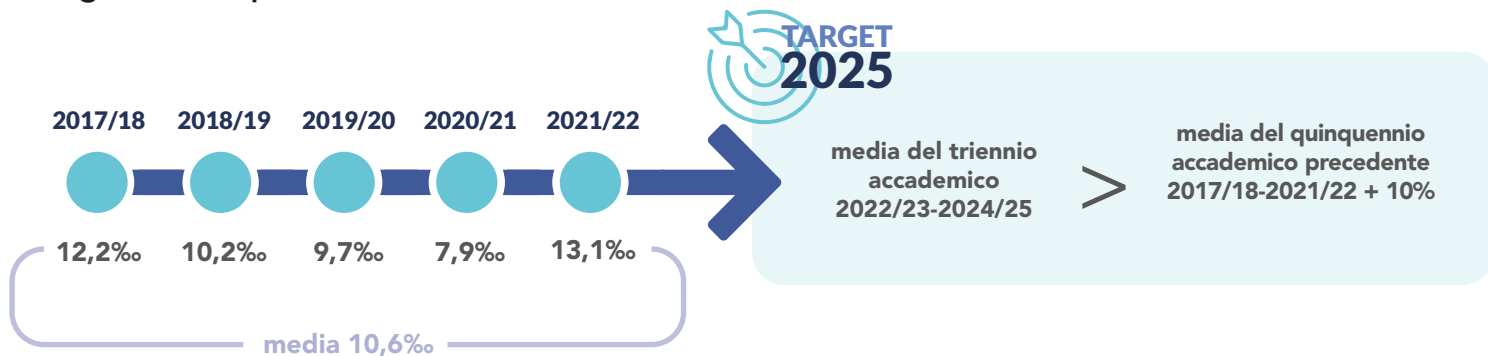 TARGET
2025
2017/18 2018/19 2019/20 2020/21 2021/22
12,2‰ 10,2‰ 9,7‰ 7,9‰ 13,1‰
media 10,6‰
media del triennio
accademico
2022/23-2024/25
>
media del quinquennio
accademico precedente
2017/18-2021/22 + 10%